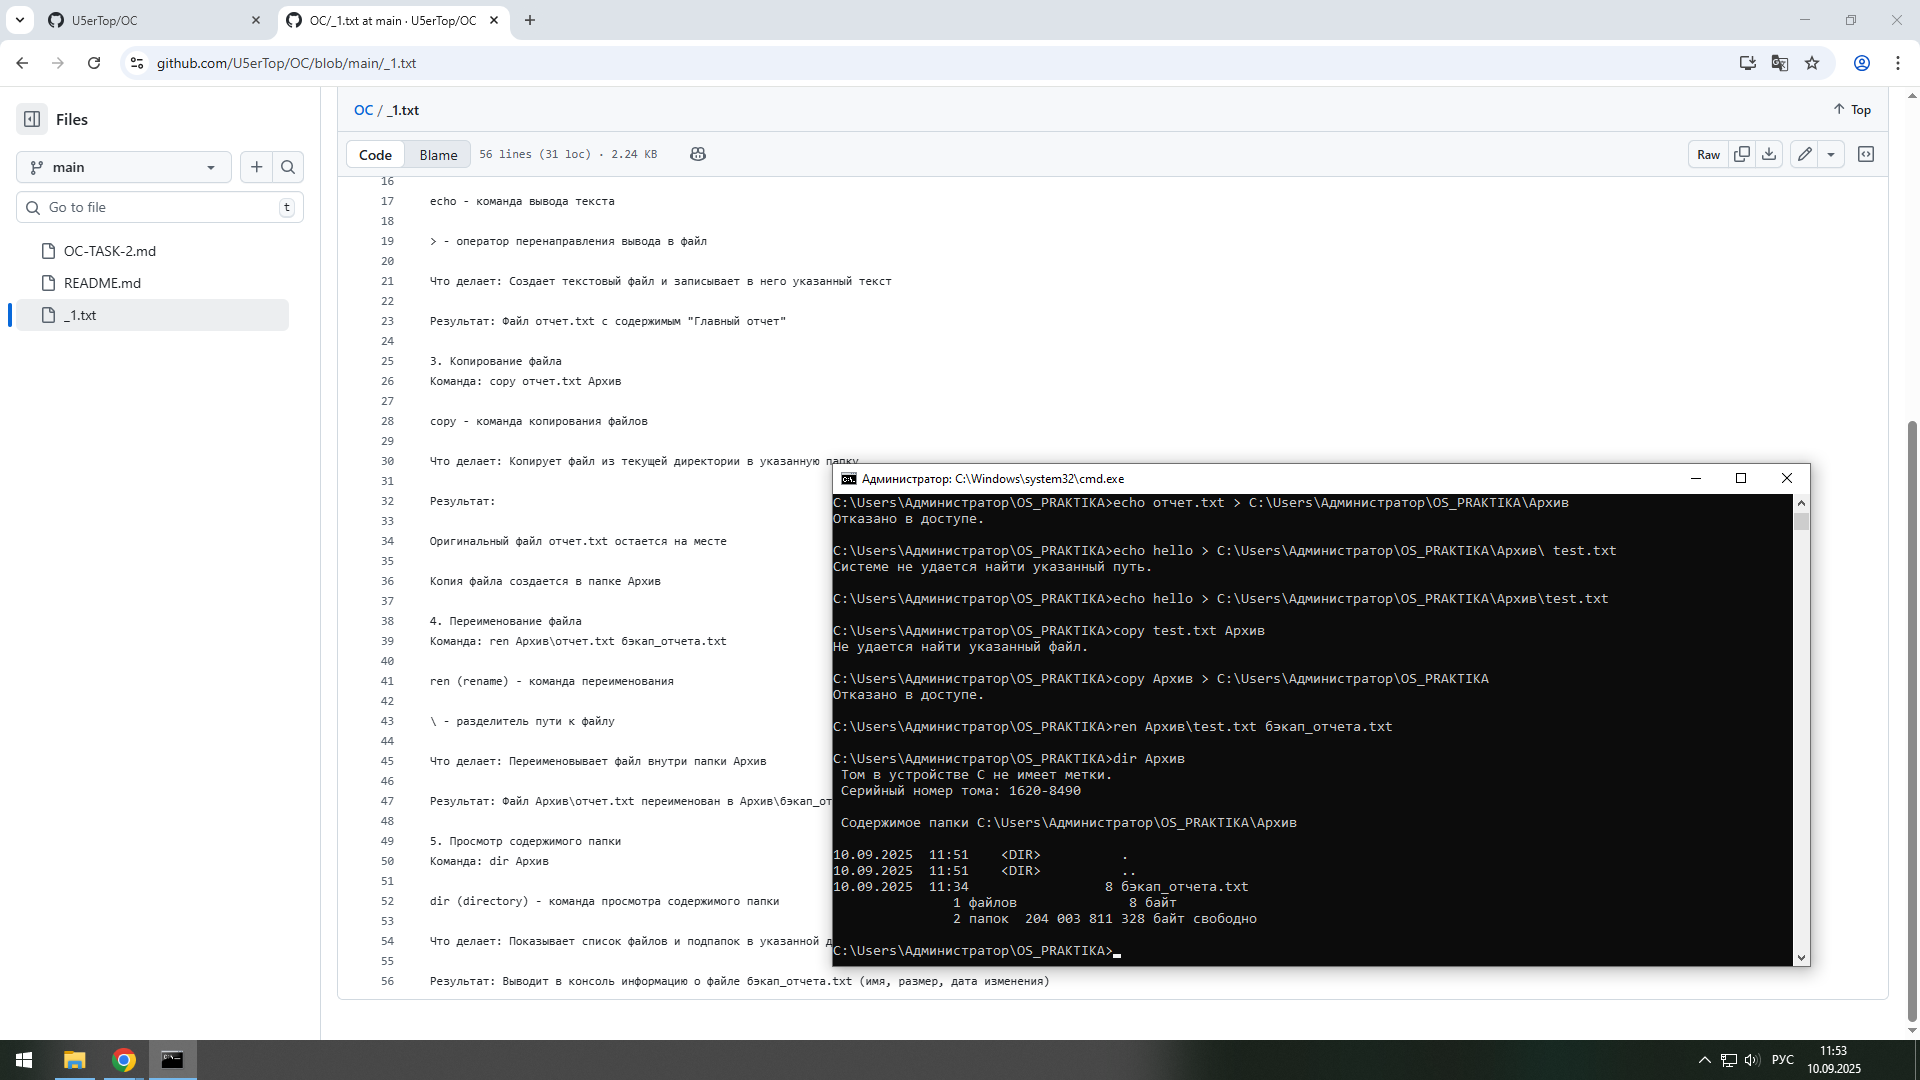 U5erTop/OC
OC/_1.txt at main · U5erTop/OC
github.com/U5erTop/OC/blob/main/_1.txt
Files
main
Go to file
t
OC-TASK-2.md
README.md
_1.txt
OC / _1.txt
Top
Code
Blame
56 lines (31 loc) · 2.24 KB
Raw
16
17 echo - команда вывода текста
18
19 > - оператор перенаправления вывода в файл
20
21 Что делает: Создает текстовый файл и записывает в него указанный текст
22
23 Результат: Файл отчет.txt с содержимым "Главный отчет"
24
25 3. Копирование файла
26 Команда: copy отчет.txt Архив
27
28 copy - команда копирования файлов
29
30 Что делает: Копирует файл из текущей директории в указанную папку
31
32 Результат:
33
34 Оригинальный файл отчет.txt остается на месте
35
36 Копия файла создается в папке Архив
37
38 4. Переименование файла
39 Команда: ren Архив\отчет.txt бэкап_отчета.txt
40
41 ren (rename) - команда переименования
42
43 \ - разделитель пути к файлу
44
45 Что делает: Переименовывает файл внутри папки Архив
46
47 Результат: Файл Архив\отчет.txt переименован в Архив\бэкап_от
48
49 5. Просмотр содержимого папки
50 Команда: dir Архив
51
52 dir (directory) - команда просмотра содержимого папки
53
54 Что делает: Показывает список файлов и подпапок в указанной д
55
56 Результат: Выводит в консоль информацию о файле бэкап_отчета.txt (имя, размер, дата изменения)
Администратор: C:\Windows\system32\cmd.exe
C:\Users\Администратор\OS_PRAKTIKA>echo отчет.txt > C:\Users\Администратор\OS_PRAKTIKA\Архив
Отказано в доступе.
C:\Users\Администратор\OS_PRAKTIKA>echo hello > C:\Users\Администратор\OS_PRAKTIKA\Архив\ test.txt
Системе не удается найти указанный путь.
C:\Users\Администратор\OS_PRAKTIKA>echo hello > C:\Users\Администратор\OS_PRAKTIKA\Архив\test.txt
C:\Users\Администратор\OS_PRAKTIKA>copy test.txt Архив
Не удается найти указанный файл.
C:\Users\Администратор\OS_PRAKTIKA>copy Архив > C:\Users\Администратор\OS_PRAKTIKA
Отказано в доступе.
C:\Users\Администратор\OS_PRAKTIKA>ren Архив\test.txt бэкап_отчета.txt
C:\Users\Администратор\OS_PRAKTIKA>dir Архив
Том в устройстве C не имеет метки.
Серийный номер тома: 1620-8490
Содержимое папки C:\Users\Администратор\OS_PRAKTIKA\Архив
10.09.2025 11:51 <DIR> .
10.09.2025 11:51 <DIR> ..
10.09.2025 11:34 8 бэкап_отчета.txt
1 файлов 8 байт
2 папок 204 003 811 328 байт свободно
C:\Users\Администратор\OS_PRAKTIKA>
РУС
11:53
10.09.2025